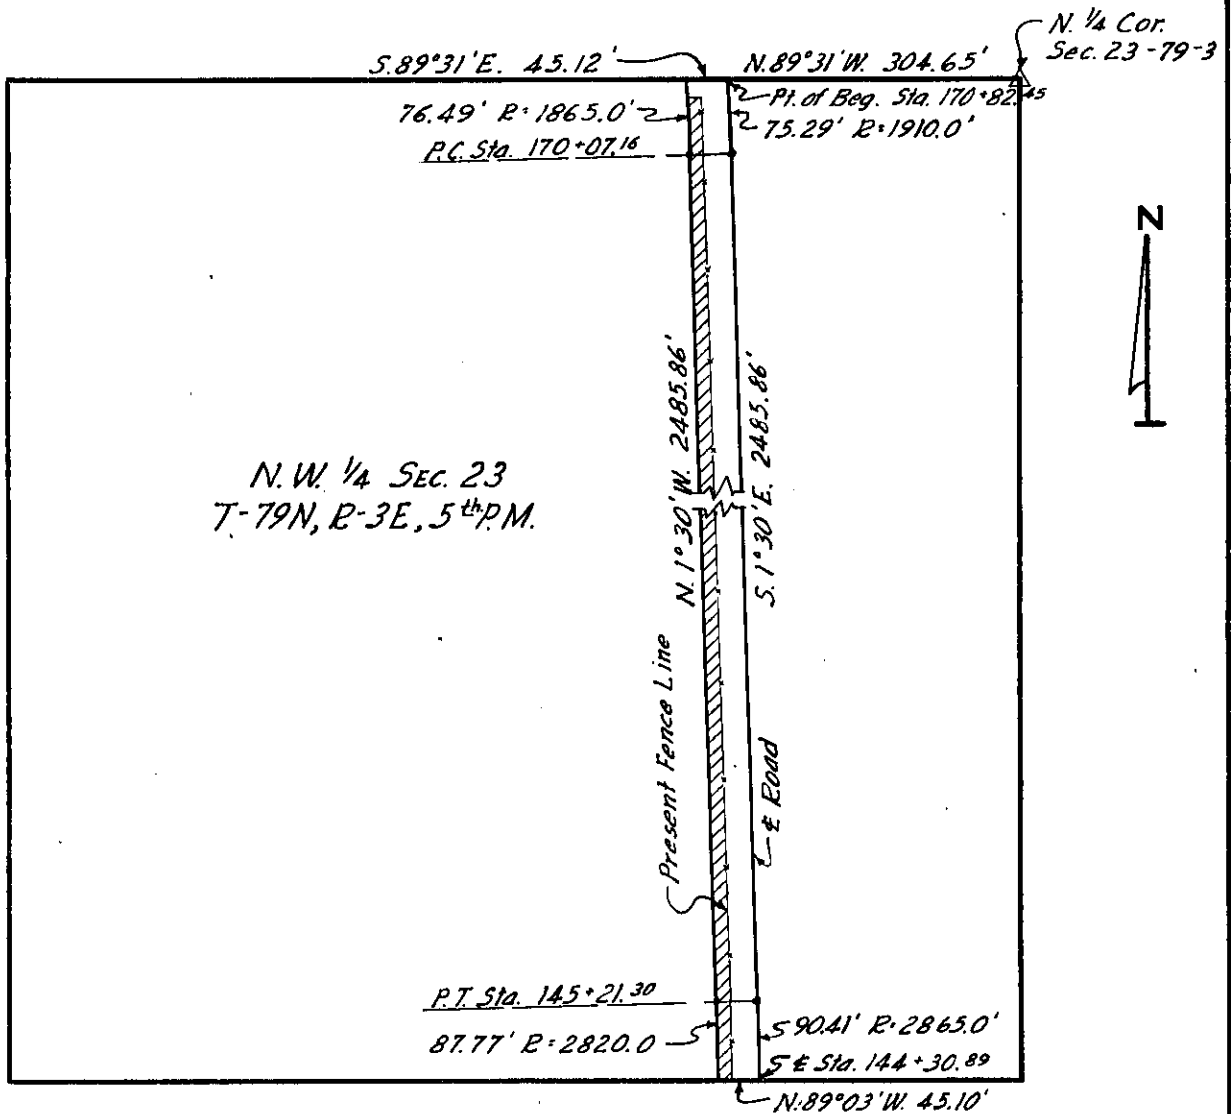 N. 1/4 Cor.
Sec. 23-79-3
S. 89°31' E. 45.12'
N. 89°31' W. 304.65'
Pt. of Beg. Sta. 170+82.45
76.49' R=1865.0'
75.29' R=1910.0'
P.C. Sta. 170+07.16
N
N. 1°30' W. 2485.86'
S. 1°30' E. 2485.86'
N.W. 1/4 SEC. 23
T-79N, R-3E, 5th P.M.
Present Fence Line
℄ Road
P.T. Sta. 145+21.30
87.77' R=2820.0
90.41' R=2865.0'
℄ Sta. 144+30.89
N. 89°03' W. 45.10'